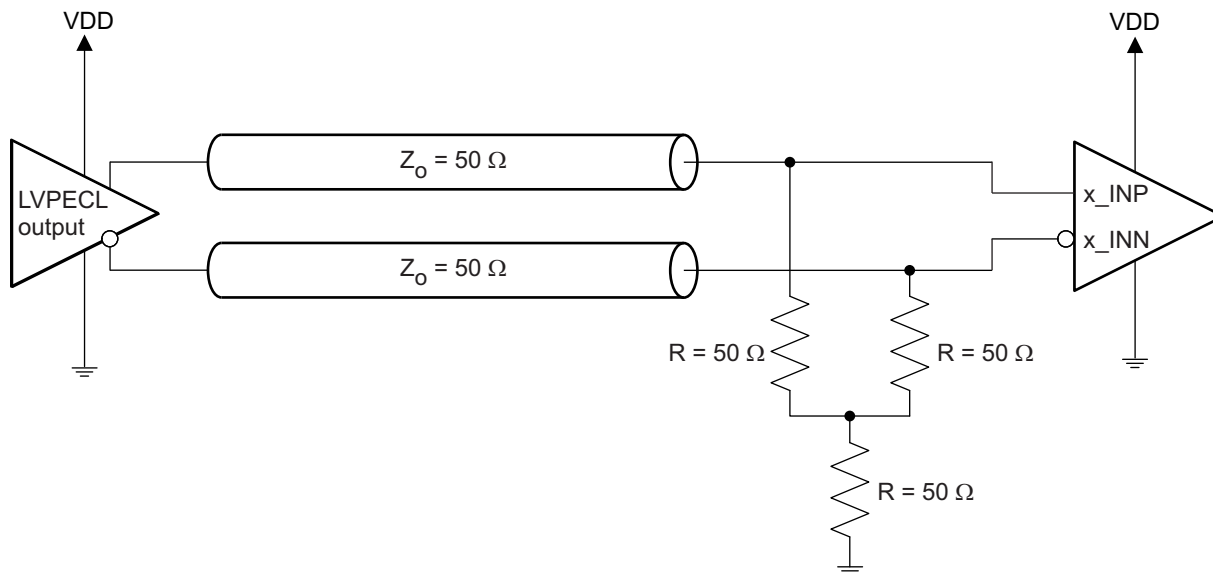 VDD
VDD
LVPECL
output
Zo = 50 Ω
Zo = 50 Ω
x_INP
x_INN
R = 50 Ω
R = 50 Ω
R = 50 Ω